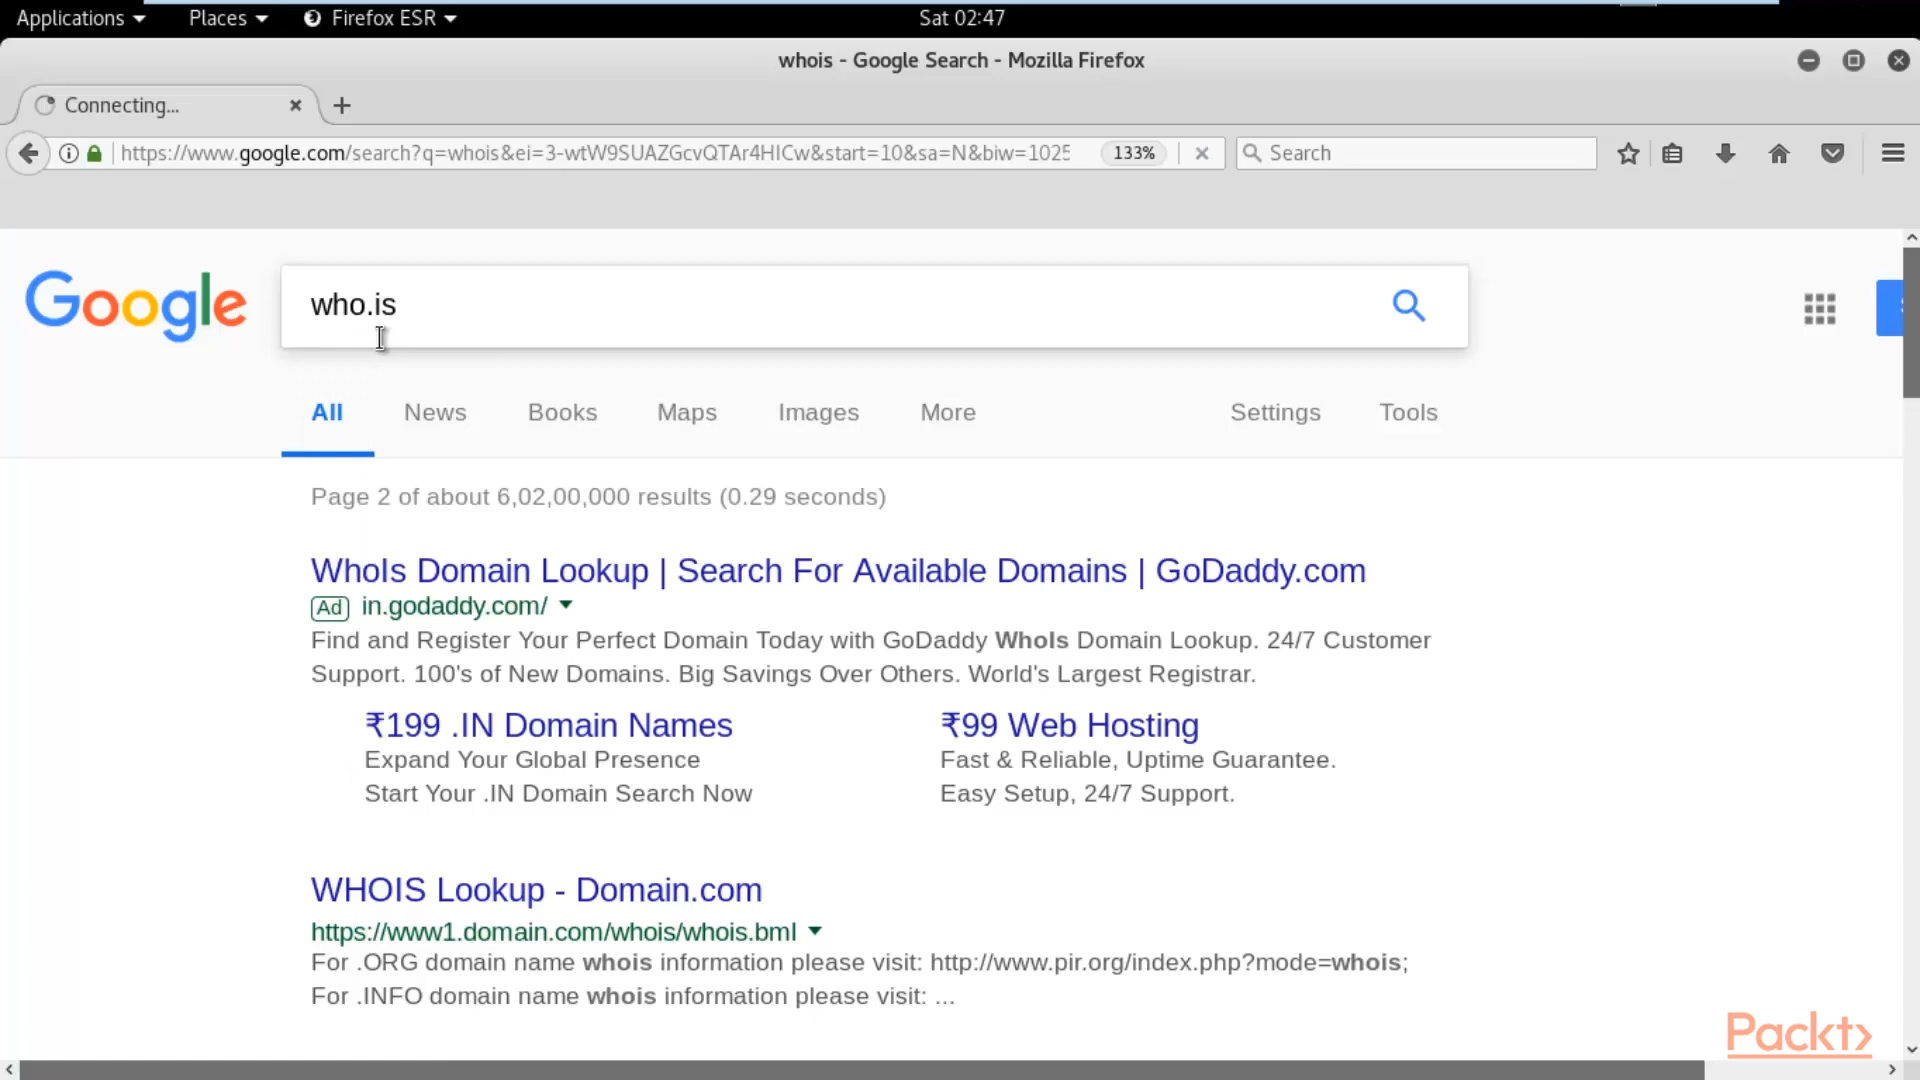 Applications Places Firefox ESR Sat 02:47
whois - Google Search - Mozilla Firefox
Connecting...
https://www.google.com/search?q=whois&ei=3-wtW9SUAZGcvQTAr4HICw&start=10&sa=N&biw=1025 133% Search
Google who.is
All News Books Maps Images More Settings Tools
Page 2 of about 6,02,00,000 results (0.29 seconds)
WhoIs Domain Lookup | Search For Available Domains | GoDaddy.com
Ad in.godaddy.com/
Find and Register Your Perfect Domain Today with GoDaddy WhoIs Domain Lookup. 24/7 Customer
Support. 100's of New Domains. Big Savings Over Others. World's Largest Registrar.
₹199 .IN Domain Names ₹99 Web Hosting
Expand Your Global Presence Fast & Reliable, Uptime Guarantee.
Start Your .IN Domain Search Now Easy Setup, 24/7 Support.
WHOIS Lookup - Domain.com
https://www1.domain.com/whois/whois.bml
For .ORG domain name whois information please visit: http://www.pir.org/index.php?mode=whois;
For .INFO domain name whois information please visit: ...
Packt